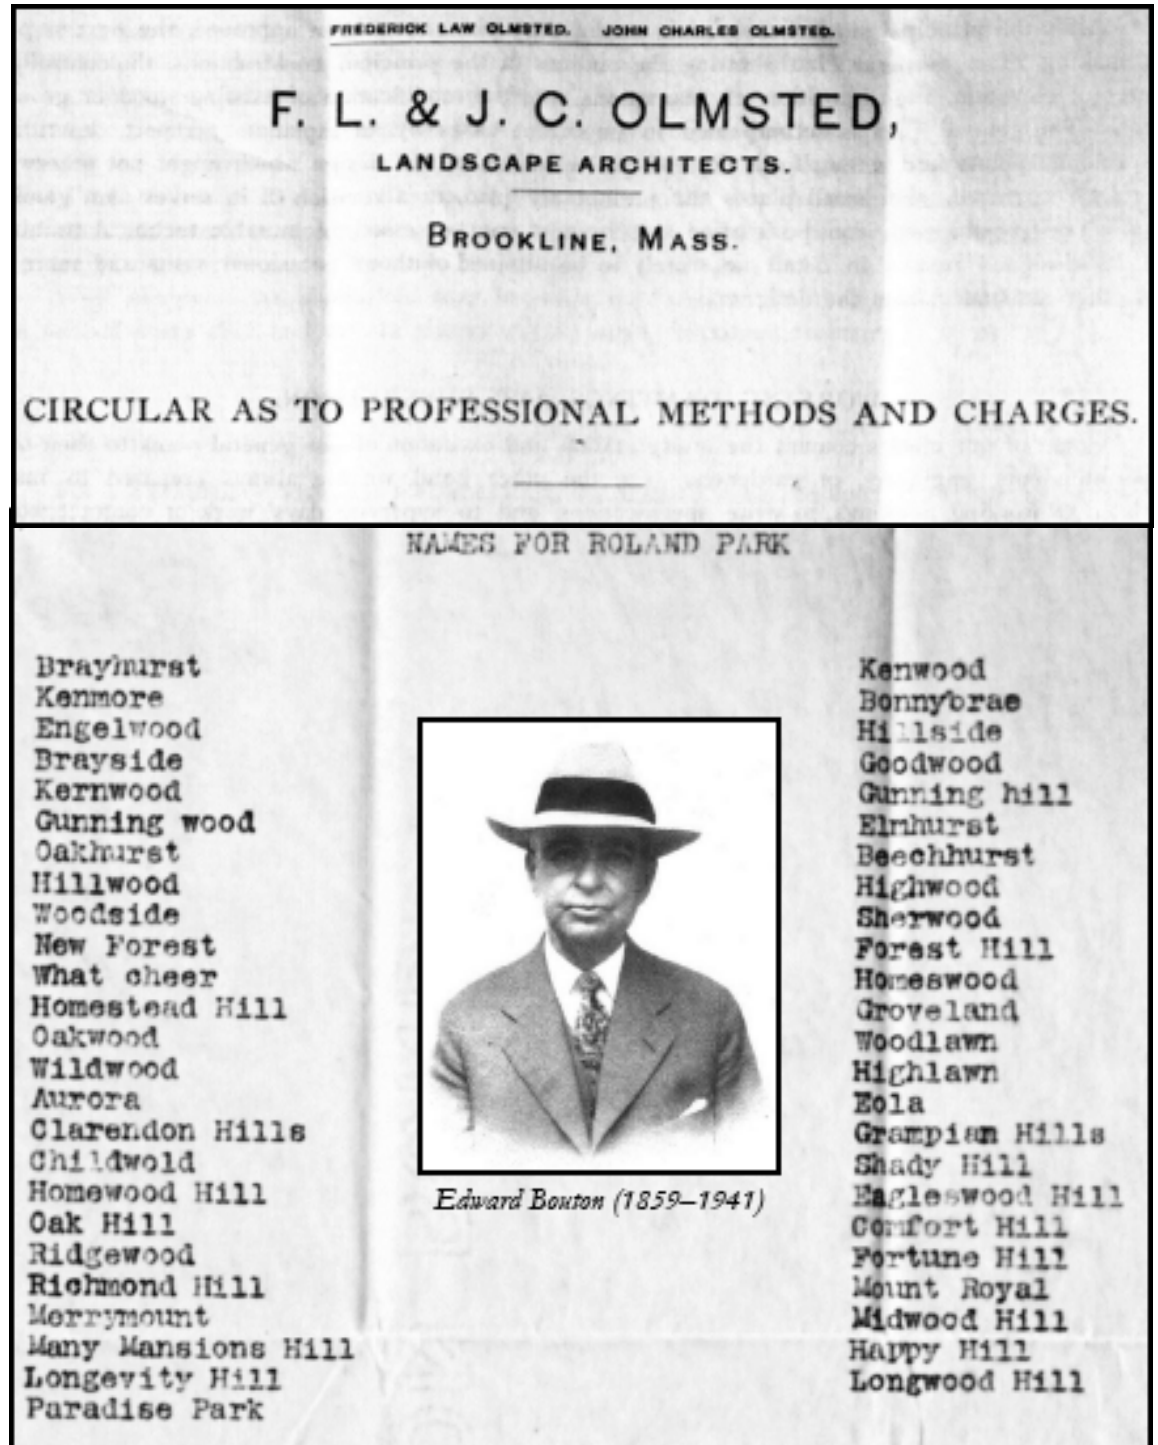 FREDERICK LAW OLMSTED. JOHN CHARLES OLMSTED.
F. L. & J. C. OLMSTED,
LANDSCAPE ARCHITECTS.
BROOKLINE, MASS.
CIRCULAR AS TO PROFESSIONAL METHODS AND CHARGES.
NAMES FOR ROLAND PARK
Brayhurst
Kenmore
Engelwood
Brayside
Kernwood
Gunning wood
Oakhurst
Hillwood
Woodside
New Forest
What cheer
Homestead Hill
Oakwood
Wildwood
Aurora
Clarendon Hills
Childwold
Homewood Hill
Oak Hill
Ridgewood
Richmond Hill
Merrymount
Many Mansions Hill
Longevity Hill
Paradise Park
Kenwood
Bonnybrae
Hillside
Goodwood
Gunning hill
Elmhurst
Beechhurst
Highwood
Sherwood
Forest Hill
Homeswood
Groveland
Woodlawn
Highlawn
Eola
Grampian Hills
Shady Hill
Eagleswood Hill
Comfort Hill
Fortune Hill
Mount Royal
Midwood Hill
Happy Hill
Longwood Hill
Edward Bouton (1859–1941)